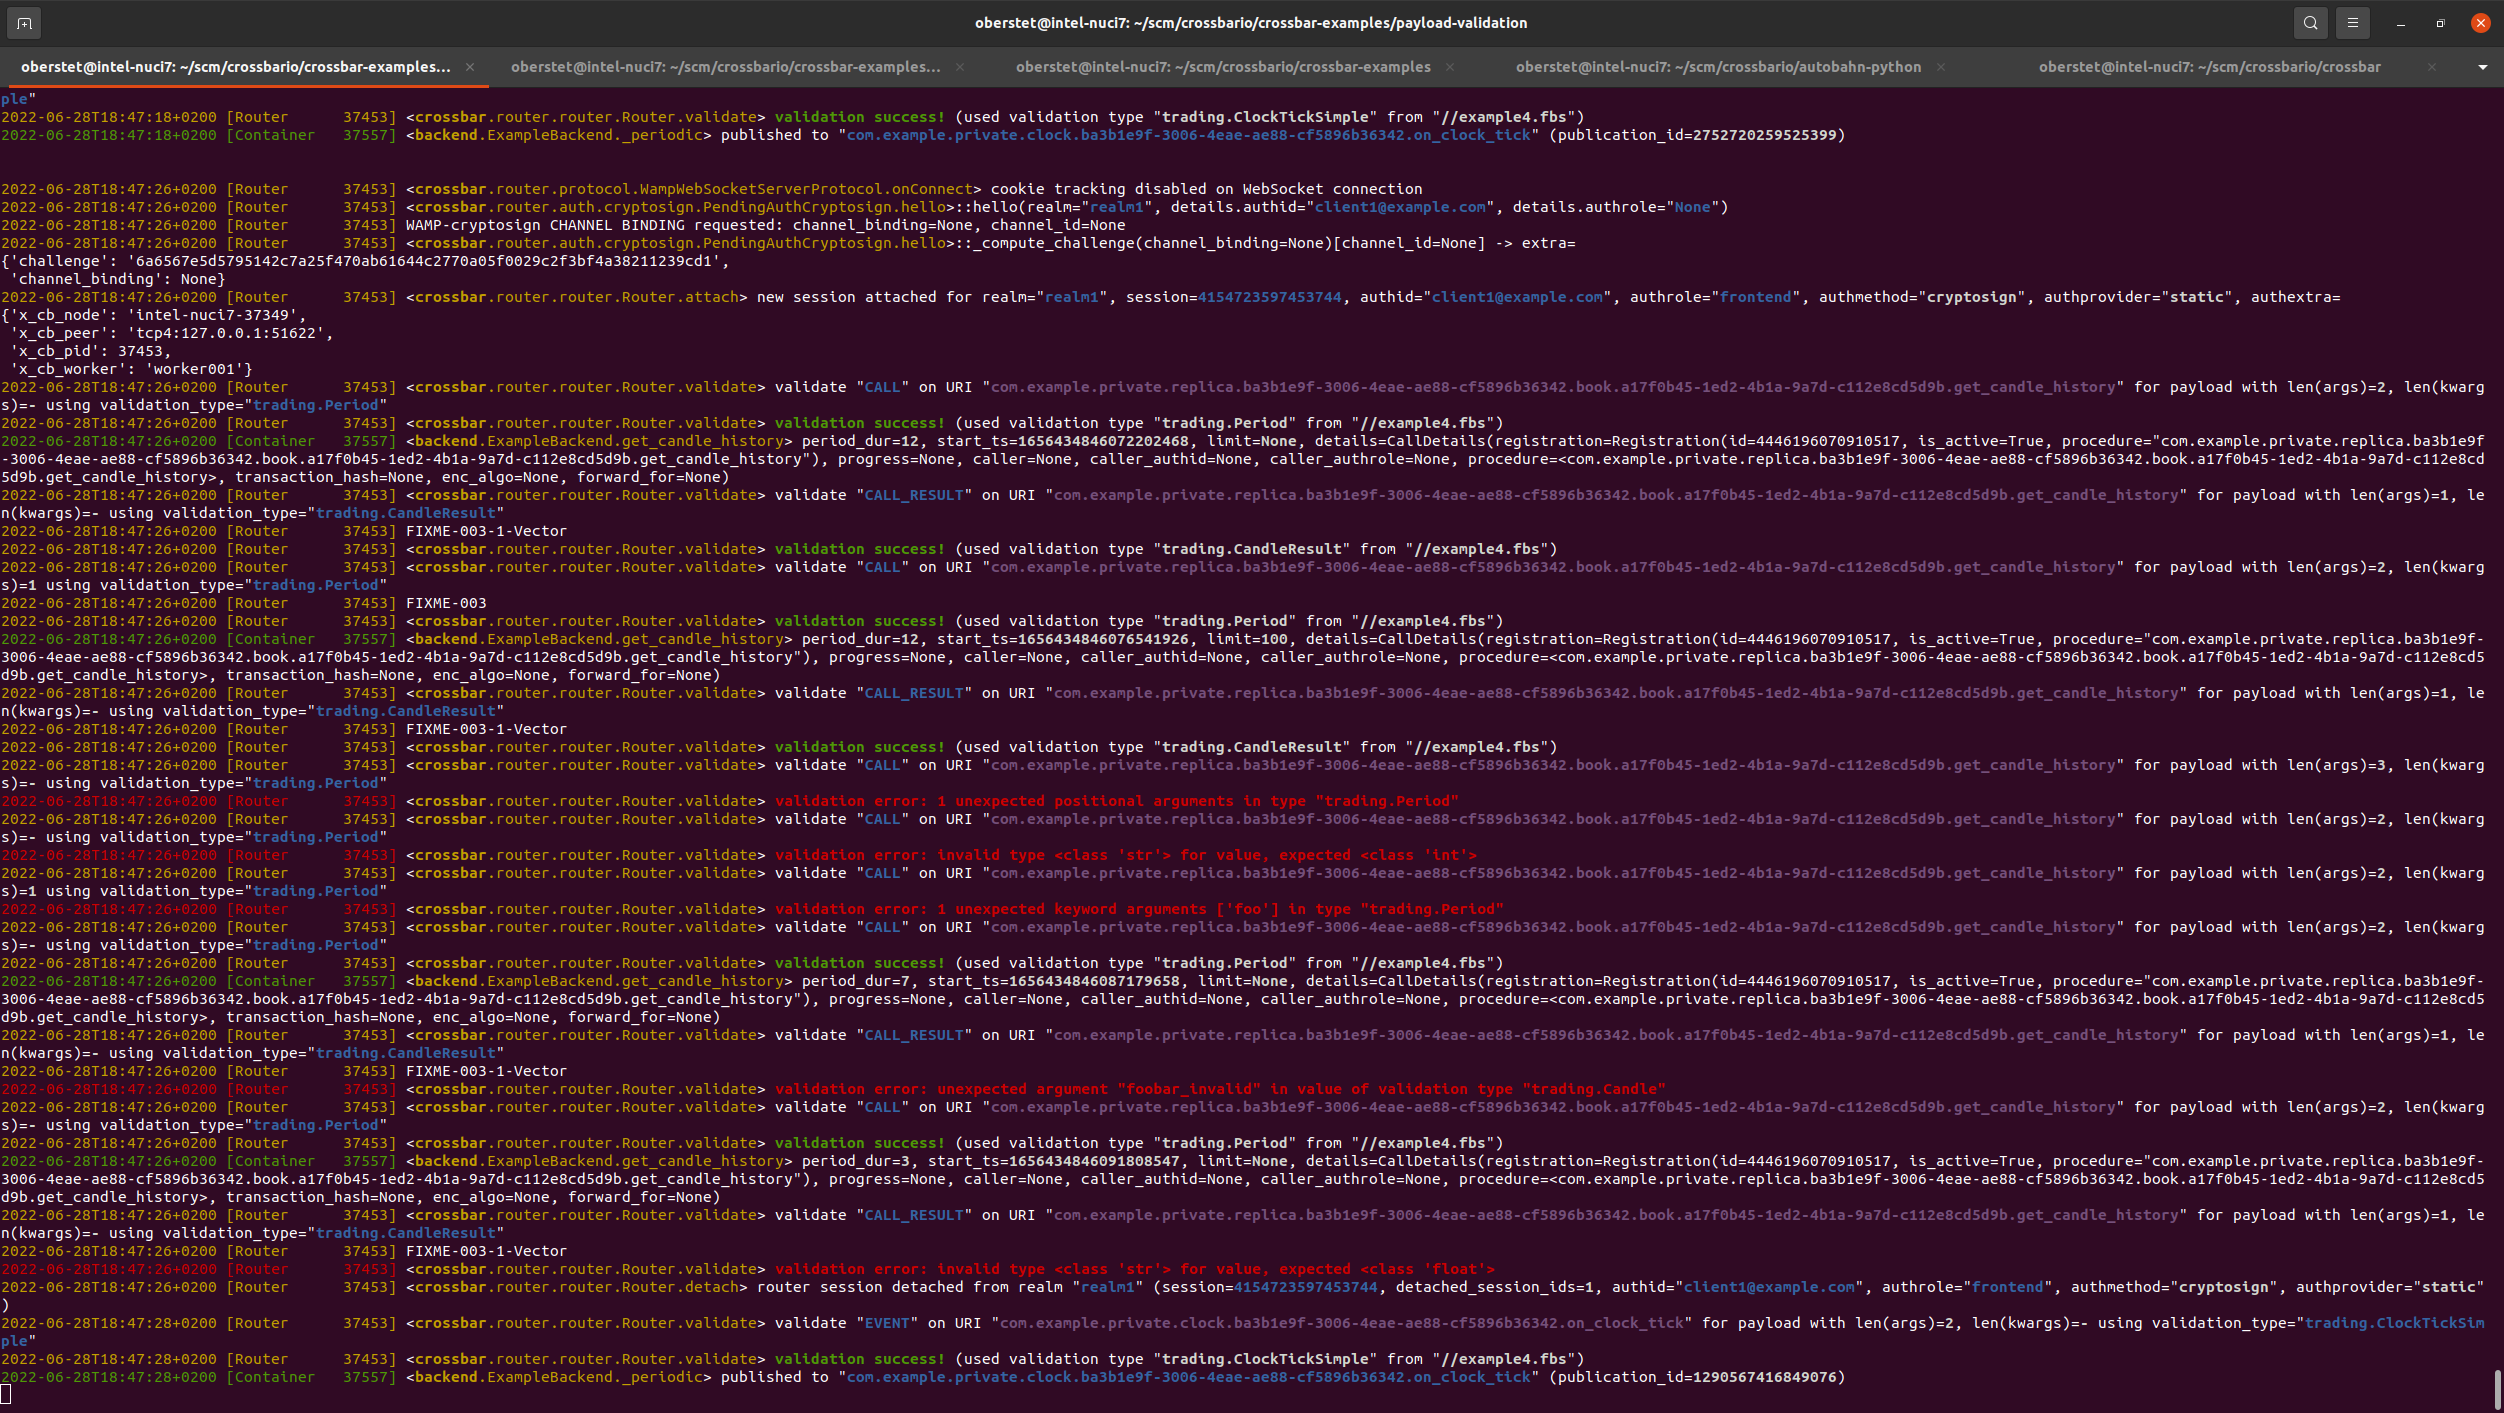 oberstet@intel-nuci7: ~/scm/crossbario/crossbar-examples/payload-validation
oberstet@intel-nuci7: ~/scm/crossbario/crossbar-examples... × oberstet@intel-nuci7: ~/scm/crossbario/crossbar-examples... × oberstet@intel-nuci7: ~/scm/crossbario/crossbar-examples × oberstet@intel-nuci7: ~/scm/crossbario/autobahn-python × oberstet@intel-nuci7: ~/scm/crossbario/crossbar ×
ple"
2022-06-28T18:47:18+0200 [Router      37453] <crossbar.router.router.Router.validate> validation success! (used validation type "trading.ClockTickSimple" from "//example4.fbs")
2022-06-28T18:47:18+0200 [Container   37557] <backend.ExampleBackend._periodic> published to "com.example.private.clock.ba3b1e9f-3006-4eae-ae88-cf5896b36342.on_clock_tick" (publication_id=2752720259525399)
2022-06-28T18:47:26+0200 [Router      37453] <crossbar.router.protocol.WampWebSocketServerProtocol.onConnect> cookie tracking disabled on WebSocket connection
2022-06-28T18:47:26+0200 [Router      37453] <crossbar.router.auth.cryptosign.PendingAuthCryptosign.hello>::hello(realm="realm1", details.authid="client1@example.com", details.authrole="None")
2022-06-28T18:47:26+0200 [Router      37453] WAMP-cryptosign CHANNEL BINDING requested: channel_binding=None, channel_id=None
2022-06-28T18:47:26+0200 [Router      37453] <crossbar.router.auth.cryptosign.PendingAuthCryptosign.hello>::_compute_challenge(channel_binding=None)[channel_id=None] -> extra=
{'challenge': '6a6567e5d5795142c7a25f470ab61644c2770a05f0029c2f3bf4a38211239cd1',
 'channel_binding': None}
2022-06-28T18:47:26+0200 [Router      37453] <crossbar.router.router.Router.attach> new session attached for realm="realm1", session=4154723597453744, authid="client1@example.com", authrole="frontend", authmethod="cryptosign", authprovider="static", authextra=
{'x_cb_node': 'intel-nuci7-37349',
 'x_cb_peer': 'tcp4:127.0.0.1:51622',
 'x_cb_pid': 37453,
 'x_cb_worker': 'worker001'}
2022-06-28T18:47:26+0200 [Router      37453] <crossbar.router.router.Router.validate> validate "CALL" on URI "com.example.private.replica.ba3b1e9f-3006-4eae-ae88-cf5896b36342.book.a17f0b45-1ed2-4b1a-9a7d-c112e8cd5d9b.get_candle_history" for payload with len(args)=2, len(kwarg
s)=- using validation_type="trading.Period"
2022-06-28T18:47:26+0200 [Router      37453] <crossbar.router.router.Router.validate> validation success! (used validation type "trading.Period" from "//example4.fbs")
2022-06-28T18:47:26+0200 [Container   37557] <backend.ExampleBackend.get_candle_history> period_dur=12, start_ts=1656434846072202468, limit=None, details=CallDetails(registration=Registration(id=4446196070910517, is_active=True, procedure="com.example.private.replica.ba3b1e9f
-3006-4eae-ae88-cf5896b36342.book.a17f0b45-1ed2-4b1a-9a7d-c112e8cd5d9b.get_candle_history"), progress=None, caller=None, caller_authid=None, caller_authrole=None, procedure=<com.example.private.replica.ba3b1e9f-3006-4eae-ae88-cf5896b36342.book.a17f0b45-1ed2-4b1a-9a7d-c112e8cd
5d9b.get_candle_history>, transaction_hash=None, enc_algo=None, forward_for=None)
2022-06-28T18:47:26+0200 [Router      37453] <crossbar.router.router.Router.validate> validate "CALL_RESULT" on URI "com.example.private.replica.ba3b1e9f-3006-4eae-ae88-cf5896b36342.book.a17f0b45-1ed2-4b1a-9a7d-c112e8cd5d9b.get_candle_history" for payload with len(args)=1, le
n(kwargs)=- using validation_type="trading.CandleResult"
2022-06-28T18:47:26+0200 [Router      37453] FIXME-003-1-Vector
2022-06-28T18:47:26+0200 [Router      37453] <crossbar.router.router.Router.validate> validation success! (used validation type "trading.CandleResult" from "//example4.fbs")
2022-06-28T18:47:26+0200 [Router      37453] <crossbar.router.router.Router.validate> validate "CALL" on URI "com.example.private.replica.ba3b1e9f-3006-4eae-ae88-cf5896b36342.book.a17f0b45-1ed2-4b1a-9a7d-c112e8cd5d9b.get_candle_history" for payload with len(args)=2, len(kwarg
s)=1 using validation_type="trading.Period"
2022-06-28T18:47:26+0200 [Router      37453] FIXME-003
2022-06-28T18:47:26+0200 [Router      37453] <crossbar.router.router.Router.validate> validation success! (used validation type "trading.Period" from "//example4.fbs")
2022-06-28T18:47:26+0200 [Container   37557] <backend.ExampleBackend.get_candle_history> period_dur=12, start_ts=1656434846076541926, limit=100, details=CallDetails(registration=Registration(id=4446196070910517, is_active=True, procedure="com.example.private.replica.ba3b1e9f-
3006-4eae-ae88-cf5896b36342.book.a17f0b45-1ed2-4b1a-9a7d-c112e8cd5d9b.get_candle_history"), progress=None, caller=None, caller_authid=None, caller_authrole=None, procedure=<com.example.private.replica.ba3b1e9f-3006-4eae-ae88-cf5896b36342.book.a17f0b45-1ed2-4b1a-9a7d-c112e8cd5
d9b.get_candle_history>, transaction_hash=None, enc_algo=None, forward_for=None)
2022-06-28T18:47:26+0200 [Router      37453] <crossbar.router.router.Router.validate> validate "CALL_RESULT" on URI "com.example.private.replica.ba3b1e9f-3006-4eae-ae88-cf5896b36342.book.a17f0b45-1ed2-4b1a-9a7d-c112e8cd5d9b.get_candle_history" for payload with len(args)=1, le
n(kwargs)=- using validation_type="trading.CandleResult"
2022-06-28T18:47:26+0200 [Router      37453] FIXME-003-1-Vector
2022-06-28T18:47:26+0200 [Router      37453] <crossbar.router.router.Router.validate> validation success! (used validation type "trading.CandleResult" from "//example4.fbs")
2022-06-28T18:47:26+0200 [Router      37453] <crossbar.router.router.Router.validate> validate "CALL" on URI "com.example.private.replica.ba3b1e9f-3006-4eae-ae88-cf5896b36342.book.a17f0b45-1ed2-4b1a-9a7d-c112e8cd5d9b.get_candle_history" for payload with len(args)=3, len(kwarg
s)=- using validation_type="trading.Period"
2022-06-28T18:47:26+0200 [Router      37453] <crossbar.router.router.Router.validate> validation error: 1 unexpected positional arguments in type "trading.Period"
2022-06-28T18:47:26+0200 [Router      37453] <crossbar.router.router.Router.validate> validate "CALL" on URI "com.example.private.replica.ba3b1e9f-3006-4eae-ae88-cf5896b36342.book.a17f0b45-1ed2-4b1a-9a7d-c112e8cd5d9b.get_candle_history" for payload with len(args)=2, len(kwarg
s)=- using validation_type="trading.Period"
2022-06-28T18:47:26+0200 [Router      37453] <crossbar.router.router.Router.validate> validation error: invalid type <class 'str'> for value, expected <class 'int'>
2022-06-28T18:47:26+0200 [Router      37453] <crossbar.router.router.Router.validate> validate "CALL" on URI "com.example.private.replica.ba3b1e9f-3006-4eae-ae88-cf5896b36342.book.a17f0b45-1ed2-4b1a-9a7d-c112e8cd5d9b.get_candle_history" for payload with len(args)=2, len(kwarg
s)=1 using validation_type="trading.Period"
2022-06-28T18:47:26+0200 [Router      37453] <crossbar.router.router.Router.validate> validation error: 1 unexpected keyword arguments ['foo'] in type "trading.Period"
2022-06-28T18:47:26+0200 [Router      37453] <crossbar.router.router.Router.validate> validate "CALL" on URI "com.example.private.replica.ba3b1e9f-3006-4eae-ae88-cf5896b36342.book.a17f0b45-1ed2-4b1a-9a7d-c112e8cd5d9b.get_candle_history" for payload with len(args)=2, len(kwarg
s)=- using validation_type="trading.Period"
2022-06-28T18:47:26+0200 [Router      37453] <crossbar.router.router.Router.validate> validation success! (used validation type "trading.Period" from "//example4.fbs")
2022-06-28T18:47:26+0200 [Container   37557] <backend.ExampleBackend.get_candle_history> period_dur=7, start_ts=1656434846087179658, limit=None, details=CallDetails(registration=Registration(id=4446196070910517, is_active=True, procedure="com.example.private.replica.ba3b1e9f-
3006-4eae-ae88-cf5896b36342.book.a17f0b45-1ed2-4b1a-9a7d-c112e8cd5d9b.get_candle_history"), progress=None, caller=None, caller_authid=None, caller_authrole=None, procedure=<com.example.private.replica.ba3b1e9f-3006-4eae-ae88-cf5896b36342.book.a17f0b45-1ed2-4b1a-9a7d-c112e8cd5
d9b.get_candle_history>, transaction_hash=None, enc_algo=None, forward_for=None)
2022-06-28T18:47:26+0200 [Router      37453] <crossbar.router.router.Router.validate> validate "CALL_RESULT" on URI "com.example.private.replica.ba3b1e9f-3006-4eae-ae88-cf5896b36342.book.a17f0b45-1ed2-4b1a-9a7d-c112e8cd5d9b.get_candle_history" for payload with len(args)=1, le
n(kwargs)=- using validation_type="trading.CandleResult"
2022-06-28T18:47:26+0200 [Router      37453] FIXME-003-1-Vector
2022-06-28T18:47:26+0200 [Router      37453] <crossbar.router.router.Router.validate> validation error: unexpected argument "foobar_invalid" in value of validation type "trading.Candle"
2022-06-28T18:47:26+0200 [Router      37453] <crossbar.router.router.Router.validate> validate "CALL" on URI "com.example.private.replica.ba3b1e9f-3006-4eae-ae88-cf5896b36342.book.a17f0b45-1ed2-4b1a-9a7d-c112e8cd5d9b.get_candle_history" for payload with len(args)=2, len(kwarg
s)=- using validation_type="trading.Period"
2022-06-28T18:47:26+0200 [Router      37453] <crossbar.router.router.Router.validate> validation success! (used validation type "trading.Period" from "//example4.fbs")
2022-06-28T18:47:26+0200 [Container   37557] <backend.ExampleBackend.get_candle_history> period_dur=3, start_ts=1656434846091808547, limit=None, details=CallDetails(registration=Registration(id=4446196070910517, is_active=True, procedure="com.example.private.replica.ba3b1e9f-
3006-4eae-ae88-cf5896b36342.book.a17f0b45-1ed2-4b1a-9a7d-c112e8cd5d9b.get_candle_history"), progress=None, caller=None, caller_authid=None, caller_authrole=None, procedure=<com.example.private.replica.ba3b1e9f-3006-4eae-ae88-cf5896b36342.book.a17f0b45-1ed2-4b1a-9a7d-c112e8cd5
d9b.get_candle_history>, transaction_hash=None, enc_algo=None, forward_for=None)
2022-06-28T18:47:26+0200 [Router      37453] <crossbar.router.router.Router.validate> validate "CALL_RESULT" on URI "com.example.private.replica.ba3b1e9f-3006-4eae-ae88-cf5896b36342.book.a17f0b45-1ed2-4b1a-9a7d-c112e8cd5d9b.get_candle_history" for payload with len(args)=1, le
n(kwargs)=- using validation_type="trading.CandleResult"
2022-06-28T18:47:26+0200 [Router      37453] FIXME-003-1-Vector
2022-06-28T18:47:26+0200 [Router      37453] <crossbar.router.router.Router.validate> validation error: invalid type <class 'str'> for value, expected <class 'float'>
2022-06-28T18:47:26+0200 [Router      37453] <crossbar.router.router.Router.detach> router session detached from realm "realm1" (session=4154723597453744, detached_session_ids=1, authid="client1@example.com", authrole="frontend", authmethod="cryptosign", authprovider="static"
)
2022-06-28T18:47:28+0200 [Router      37453] <crossbar.router.router.Router.validate> validate "EVENT" on URI "com.example.private.clock.ba3b1e9f-3006-4eae-ae88-cf5896b36342.on_clock_tick" for payload with len(args)=2, len(kwargs)=- using validation_type="trading.ClockTickSim
ple"
2022-06-28T18:47:28+0200 [Router      37453] <crossbar.router.router.Router.validate> validation success! (used validation type "trading.ClockTickSimple" from "//example4.fbs")
2022-06-28T18:47:28+0200 [Container   37557] <backend.ExampleBackend._periodic> published to "com.example.private.clock.ba3b1e9f-3006-4eae-ae88-cf5896b36342.on_clock_tick" (publication_id=1290567416849076)